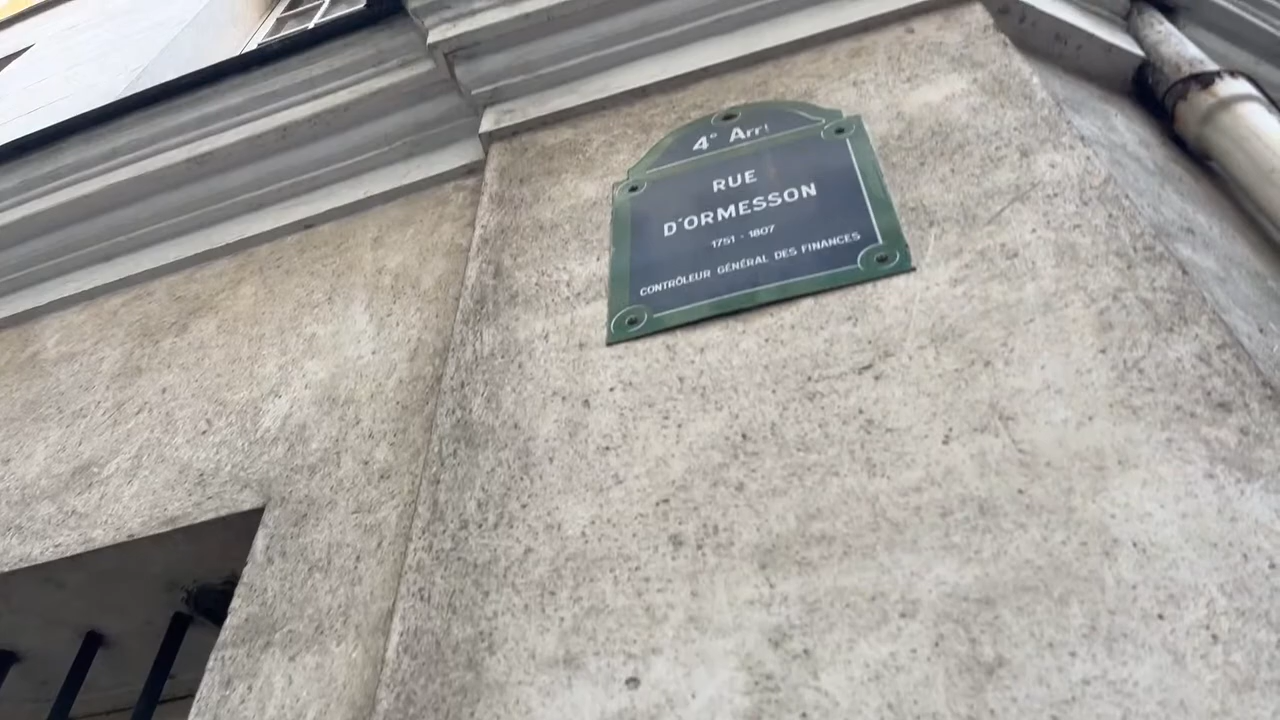 4e Arrt
RUE
D'ORMESSON
1751 - 1807
CONTRÔLEUR GÉNÉRAL DES FINANCES